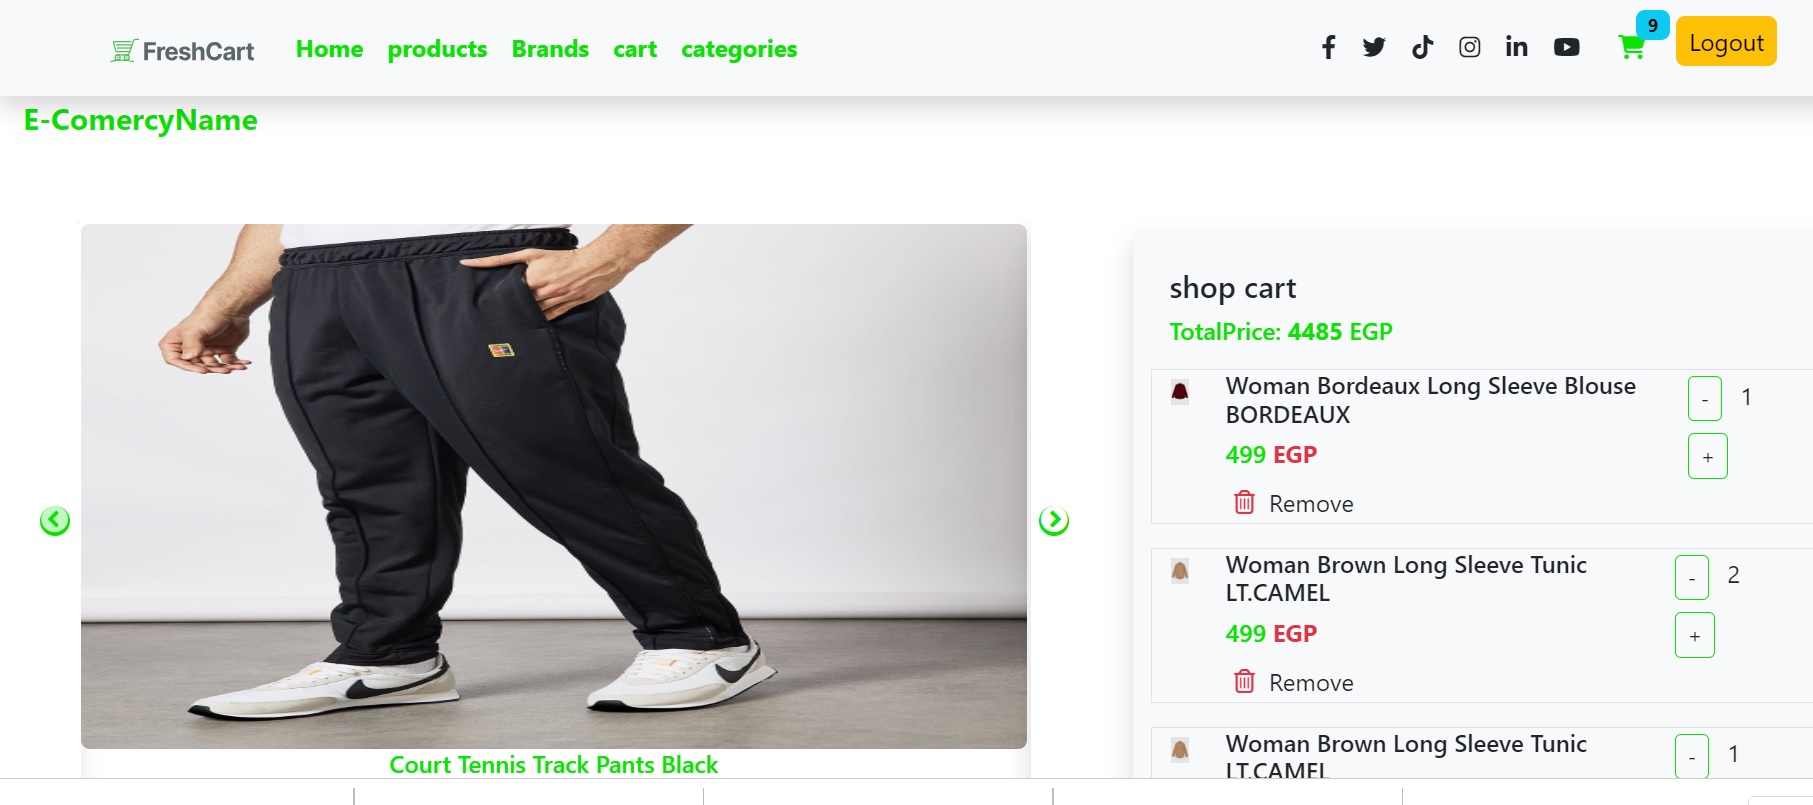 FreshCart Home products Brands cart categories 9 Logout
E-ComercyName
shop cart
TotalPrice: 4485 EGP
Woman Bordeaux Long Sleeve Blouse - 1
BORDEAUX
499 EGP +
Remove
Woman Brown Long Sleeve Tunic - 2
LT.CAMEL
499 EGP +
Remove
Woman Brown Long Sleeve Tunic - 1
LT.CAMEL
Court Tennis Track Pants Black